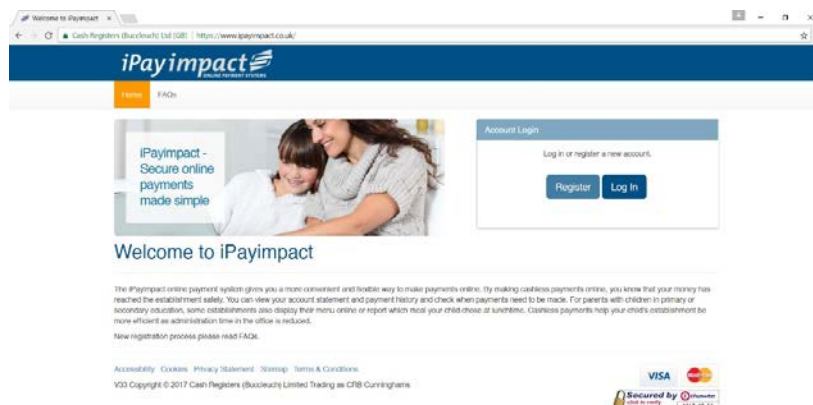 Welcome to iPayimpact
Cash Registers (Buccleuch) Ltd [GB] | https://www.ipayimpact.co.uk/
iPayimpact
ONLINE PAYMENT SYSTEMS
Home FAQs
iPayimpact -
Secure online
payments
made simple
Account Login
Log in or register a new account.
Register Log In
Welcome to iPayimpact
The iPayimpact online payment system gives you a more convenient and flexible way to make payments online. By making cashless payments online, you know that your money has
reached the establishment safely. You can view your account statement and payment history and check when payments need to be made. For parents with children in primary or
secondary education, some establishments also display their menu online or report which meal your child chose at lunchtime. Cashless payments help your child's establishment be
more efficient as administration time in the office is reduced.
New registration process please read FAQs.
Accessibility Cookies Privacy Statement Sitemap Terms & Conditions
V33 Copyright © 2017 Cash Registers (Buccleuch) Limited Trading as CRB Cunninghams
VISA
Secured by
click to verify